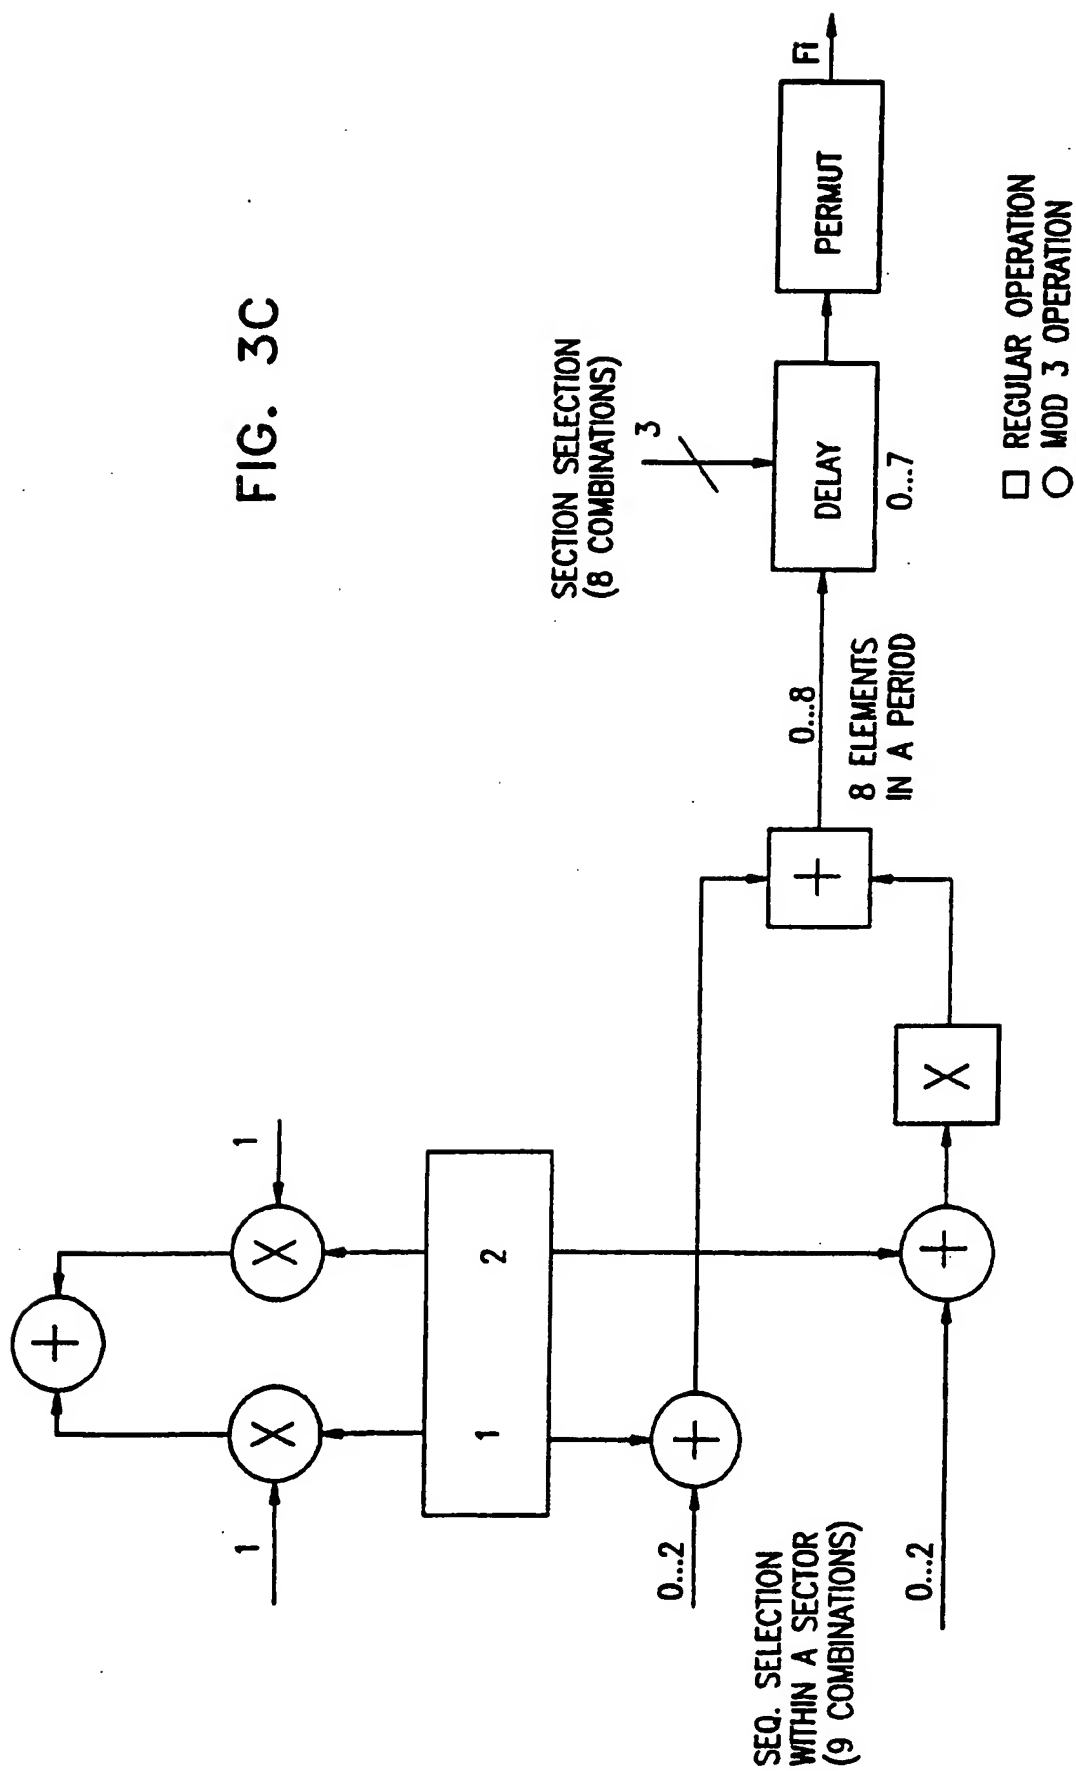 FIG. 3C
+
X
X
1
1
1
2
0...2
+
SEQ. SELECTION
WITHIN A SECTOR
(9 COMBINATIONS)
0...2
+
X
+
0...8
8 ELEMENTS
IN A PERIOD
SECTION SELECTION
(8 COMBINATIONS)
3
DELAY
0...7
PERMUT
Fi
REGULAR OPERATION
MOD 3 OPERATION